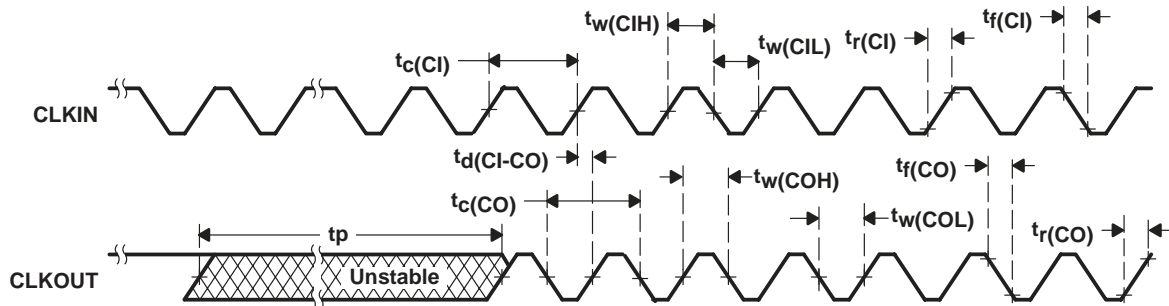 tw(CIH)
tf(CI)
tw(CIL)
tr(CI)
tc(CI)
CLKIN
td(CI-CO)
tf(CO)
tw(COH)
tc(CO)
tw(COL)
tp
tr(CO)
CLKOUT
Unstable